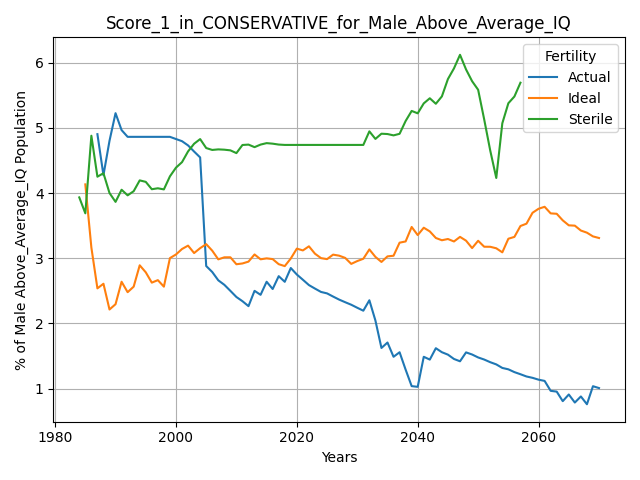 Score_1_in_CONSERVATIVE_for_Male_Above_Average_IQ
% of Male Above_Average_IQ Population
6
5
4
3
2
1
Fertility
Actual
Ideal
Sterile
1980 2000 2020 2040 2060
Years